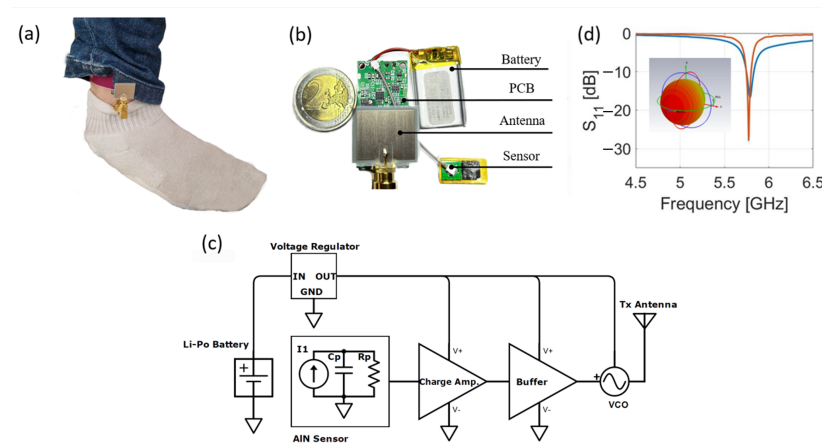 (a)
(b)
Battery
PCB
Antenna
Sensor
2
(d)
0
-10
-20
-30
S11 [dB]
4.5
5
5.5
6
6.5
Frequency [GHz]
(c)
Voltage Regulator
IN OUT
GND
Tx Antenna
Li-Po Battery
+
I1
Cp
Rp
AlN Sensor
V+
Charge Amp.
V-
V+
Buffer
V-
+
VCO